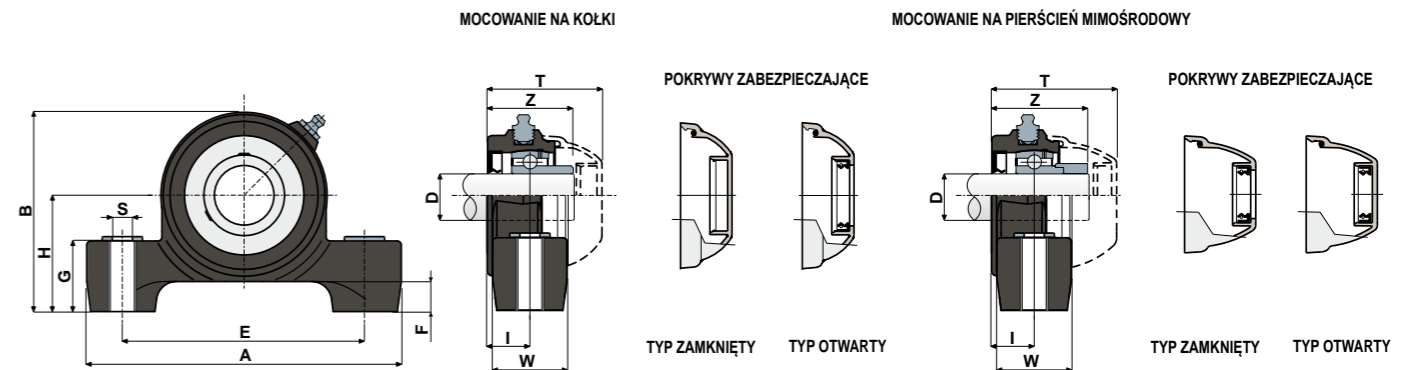 MOCOWANIE NA KOŁKI
MOCOWANIE NA PIERŚCIEŃ MIMOŚRODOWY
B
H
G
S
E
A
F
T
Z
D
I
W
POKRYWY ZABEZPIECZAJĄCE
TYP ZAMKNIĘTY
TYP OTWARTY
T
Z
D
I
W
POKRYWY ZABEZPIECZAJĄCE
TYP ZAMKNIĘTY
TYP OTWARTY